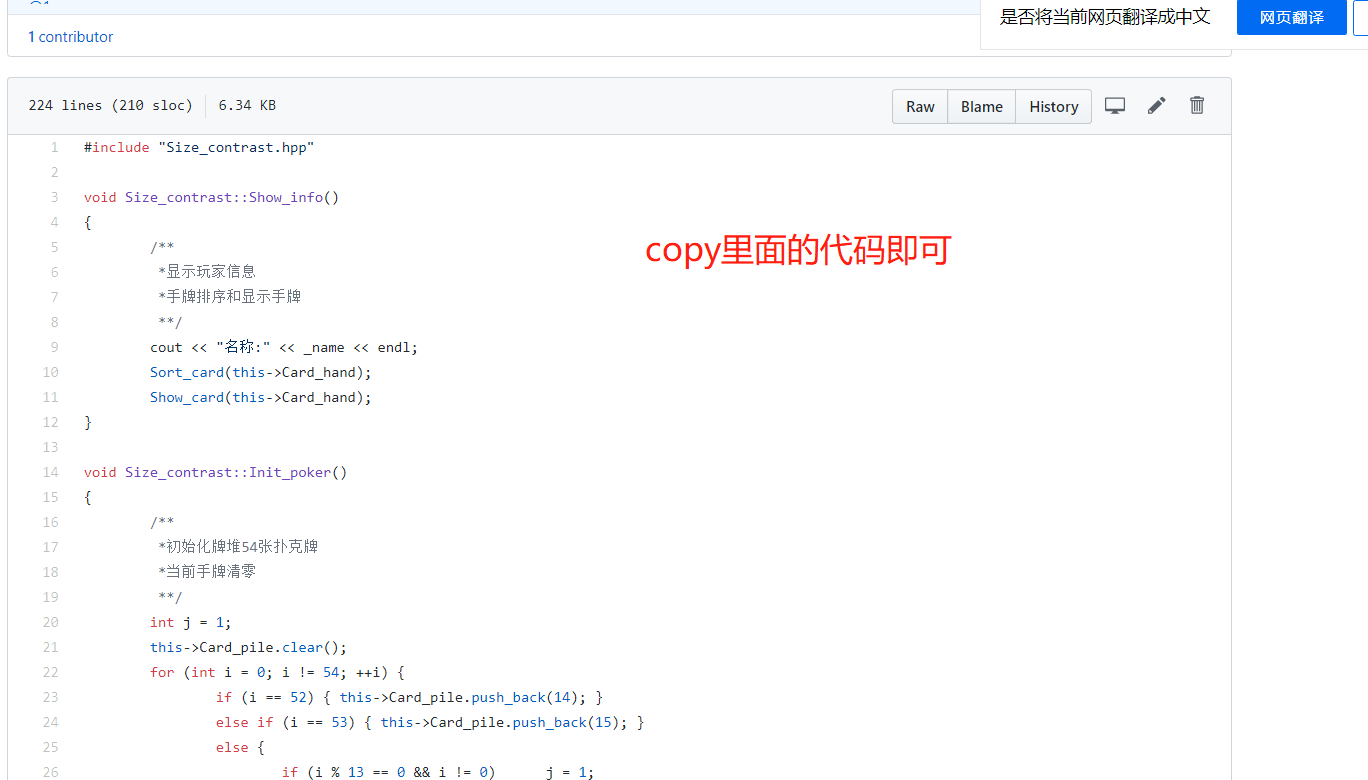 1 contributor
是否将当前网页翻译成中文
网页翻译
224 lines (210 sloc) 6.34 KB
Raw Blame History
1 #include "Size_contrast.hpp"
2
3 void Size_contrast::Show_info()
4 {
5 /**
6 *显示玩家信息
7 *手牌排序和显示手牌
8 **/
9 cout << "名称:" << _name << endl;
10 Sort_card(this->Card_hand);
11 Show_card(this->Card_hand);
12 }
13
14 void Size_contrast::Init_poker()
15 {
16 /**
17 *初始化牌堆54张扑克牌
18 *当前手牌清零
19 **/
20 int j = 1;
21 this->Card_pile.clear();
22 for (int i = 0; i != 54; ++i) {
23 if (i == 52) { this->Card_pile.push_back(14); }
24 else if (i == 53) { this->Card_pile.push_back(15); }
25 else {
26 if (i % 13 == 0 && i != 0) j = 1;
copy里面的代码即可